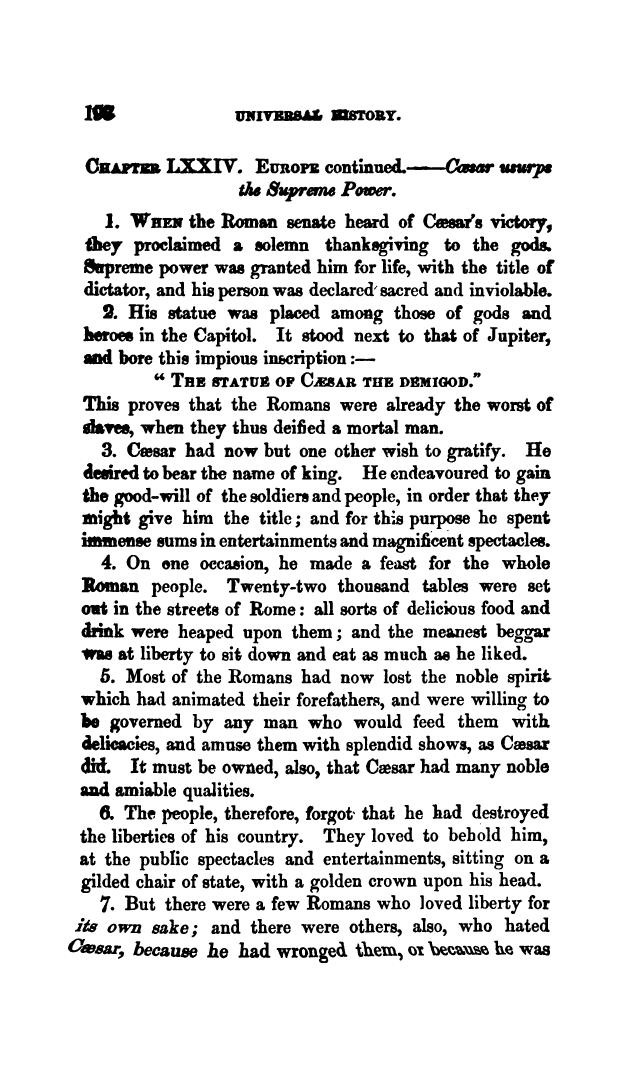 UNIVERSAL HISTORY.
CHAPTER LXXIV. EUROPE continued.——Cæsar usurps
the Supreme Power.
1. WHEN the Roman senate heard of Cæsar's victory,
they proclaimed a solemn thanksgiving to the gods.
Supreme power was granted him for life, with the title of
dictator, and his person was declared sacred and inviolable.
2. His statue was placed among those of gods and
heroes in the Capitol. It stood next to that of Jupiter,
and bore this impious inscription :—
“ THE STATUE OF CÆSAR THE DEMIGOD.”
This proves that the Romans were already the worst of
slaves, when they thus deified a mortal man.
3. Cæsar had now but one other wish to gratify. He
desired to bear the name of king. He endeavoured to gain
the good-will of the soldiers and people, in order that they
might give him the title; and for this purpose he spent
immense sums in entertainments and magnificent spectacles.
4. On one occasion, he made a feast for the whole
Roman people. Twenty-two thousand tables were set
out in the streets of Rome: all sorts of delicious food and
drink were heaped upon them; and the meanest beggar
was at liberty to sit down and eat as much as he liked.
5. Most of the Romans had now lost the noble spirit
which had animated their forefathers, and were willing to
be governed by any man who would feed them with
delicacies, and amuse them with splendid shows, as Cæsar
did. It must be owned, also, that Cæsar had many noble
and amiable qualities.
6. The people, therefore, forgot that he had destroyed
the liberties of his country. They loved to behold him,
at the public spectacles and entertainments, sitting on a
gilded chair of state, with a golden crown upon his head.
7. But there were a few Romans who loved liberty for
its own sake; and there were others, also, who hated
Cæsar, because he had wronged them, or because he was